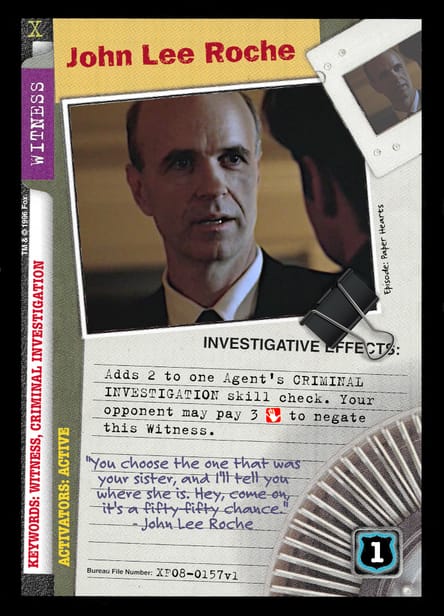 X
John Lee Roche
WITNESS
TM & © 1996 Fox
Episode: Paper Hearts
KEYWORDS: WITNESS, CRIMINAL INVESTIGATION
ACTIVATORS: ACTIVE
INVESTIGATIVE EFFECTS:
Adds 2 to one Agent's CRIMINAL
INVESTIGATION skill check. Your
opponent may pay 3 to negate
this Witness.
"You choose the one that was
your sister, and I'll tell you
where she is. Hey, come on,
it's a fifty fifty chance."
- John Lee Roche
Bureau File Number: XF08-0157v1
1